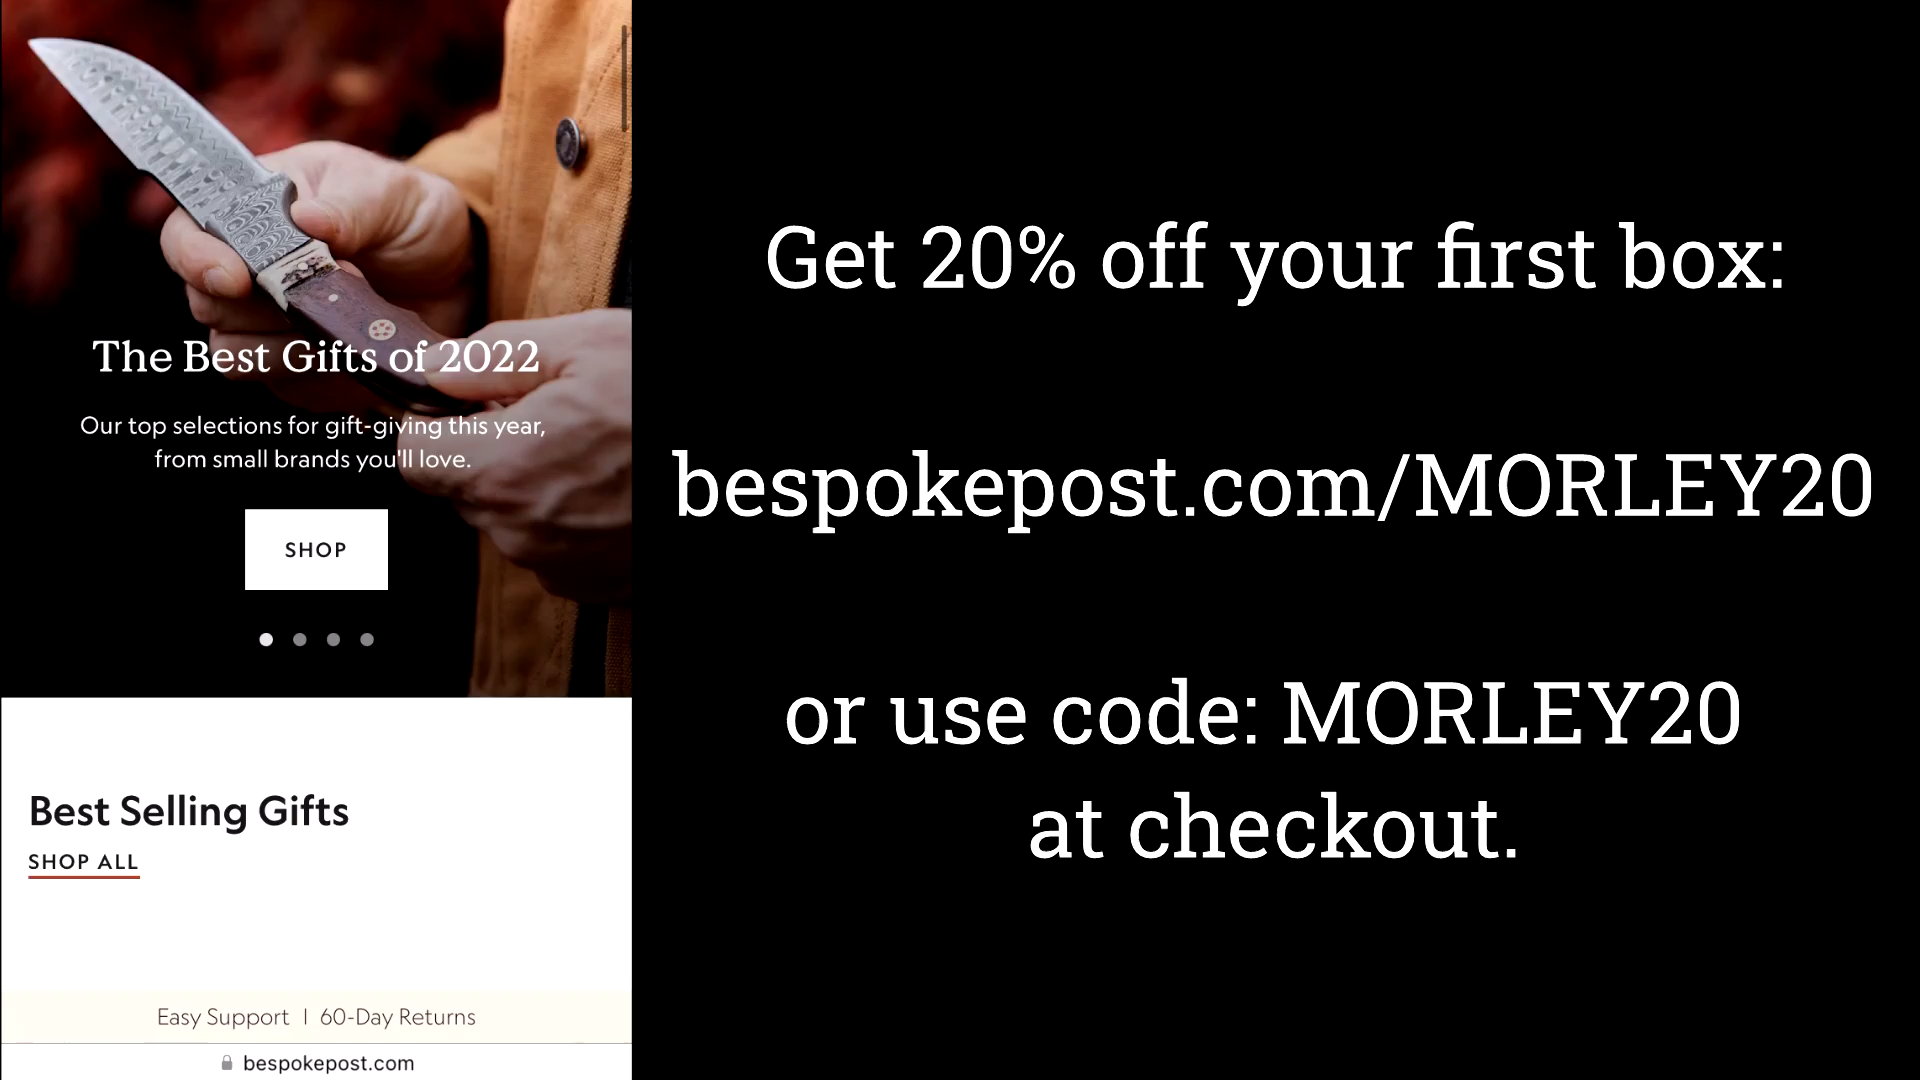 The Best Gifts of 2022
Our top selections for gift-giving this year,
from small brands you'll love.
SHOP
Best Selling Gifts
SHOP ALL
Easy Support | 60-Day Returns
bespokepost.com
Get 20% off your first box:
bespokepost.com/MORLEY20
or use code: MORLEY20
at checkout.